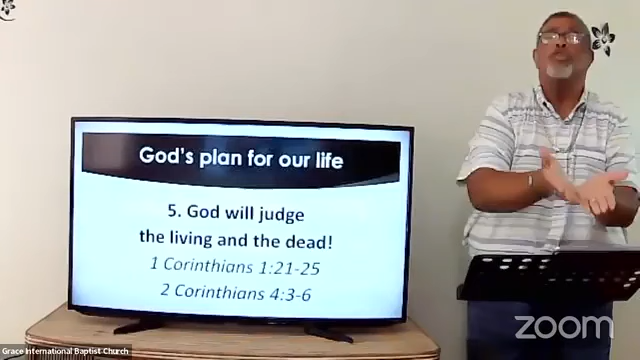 God's plan for our life
5. God will judge
the living and the dead!
1 Corinthians 1:21-25
2 Corinthians 4:3-6
Grace International Baptist Church
zoom